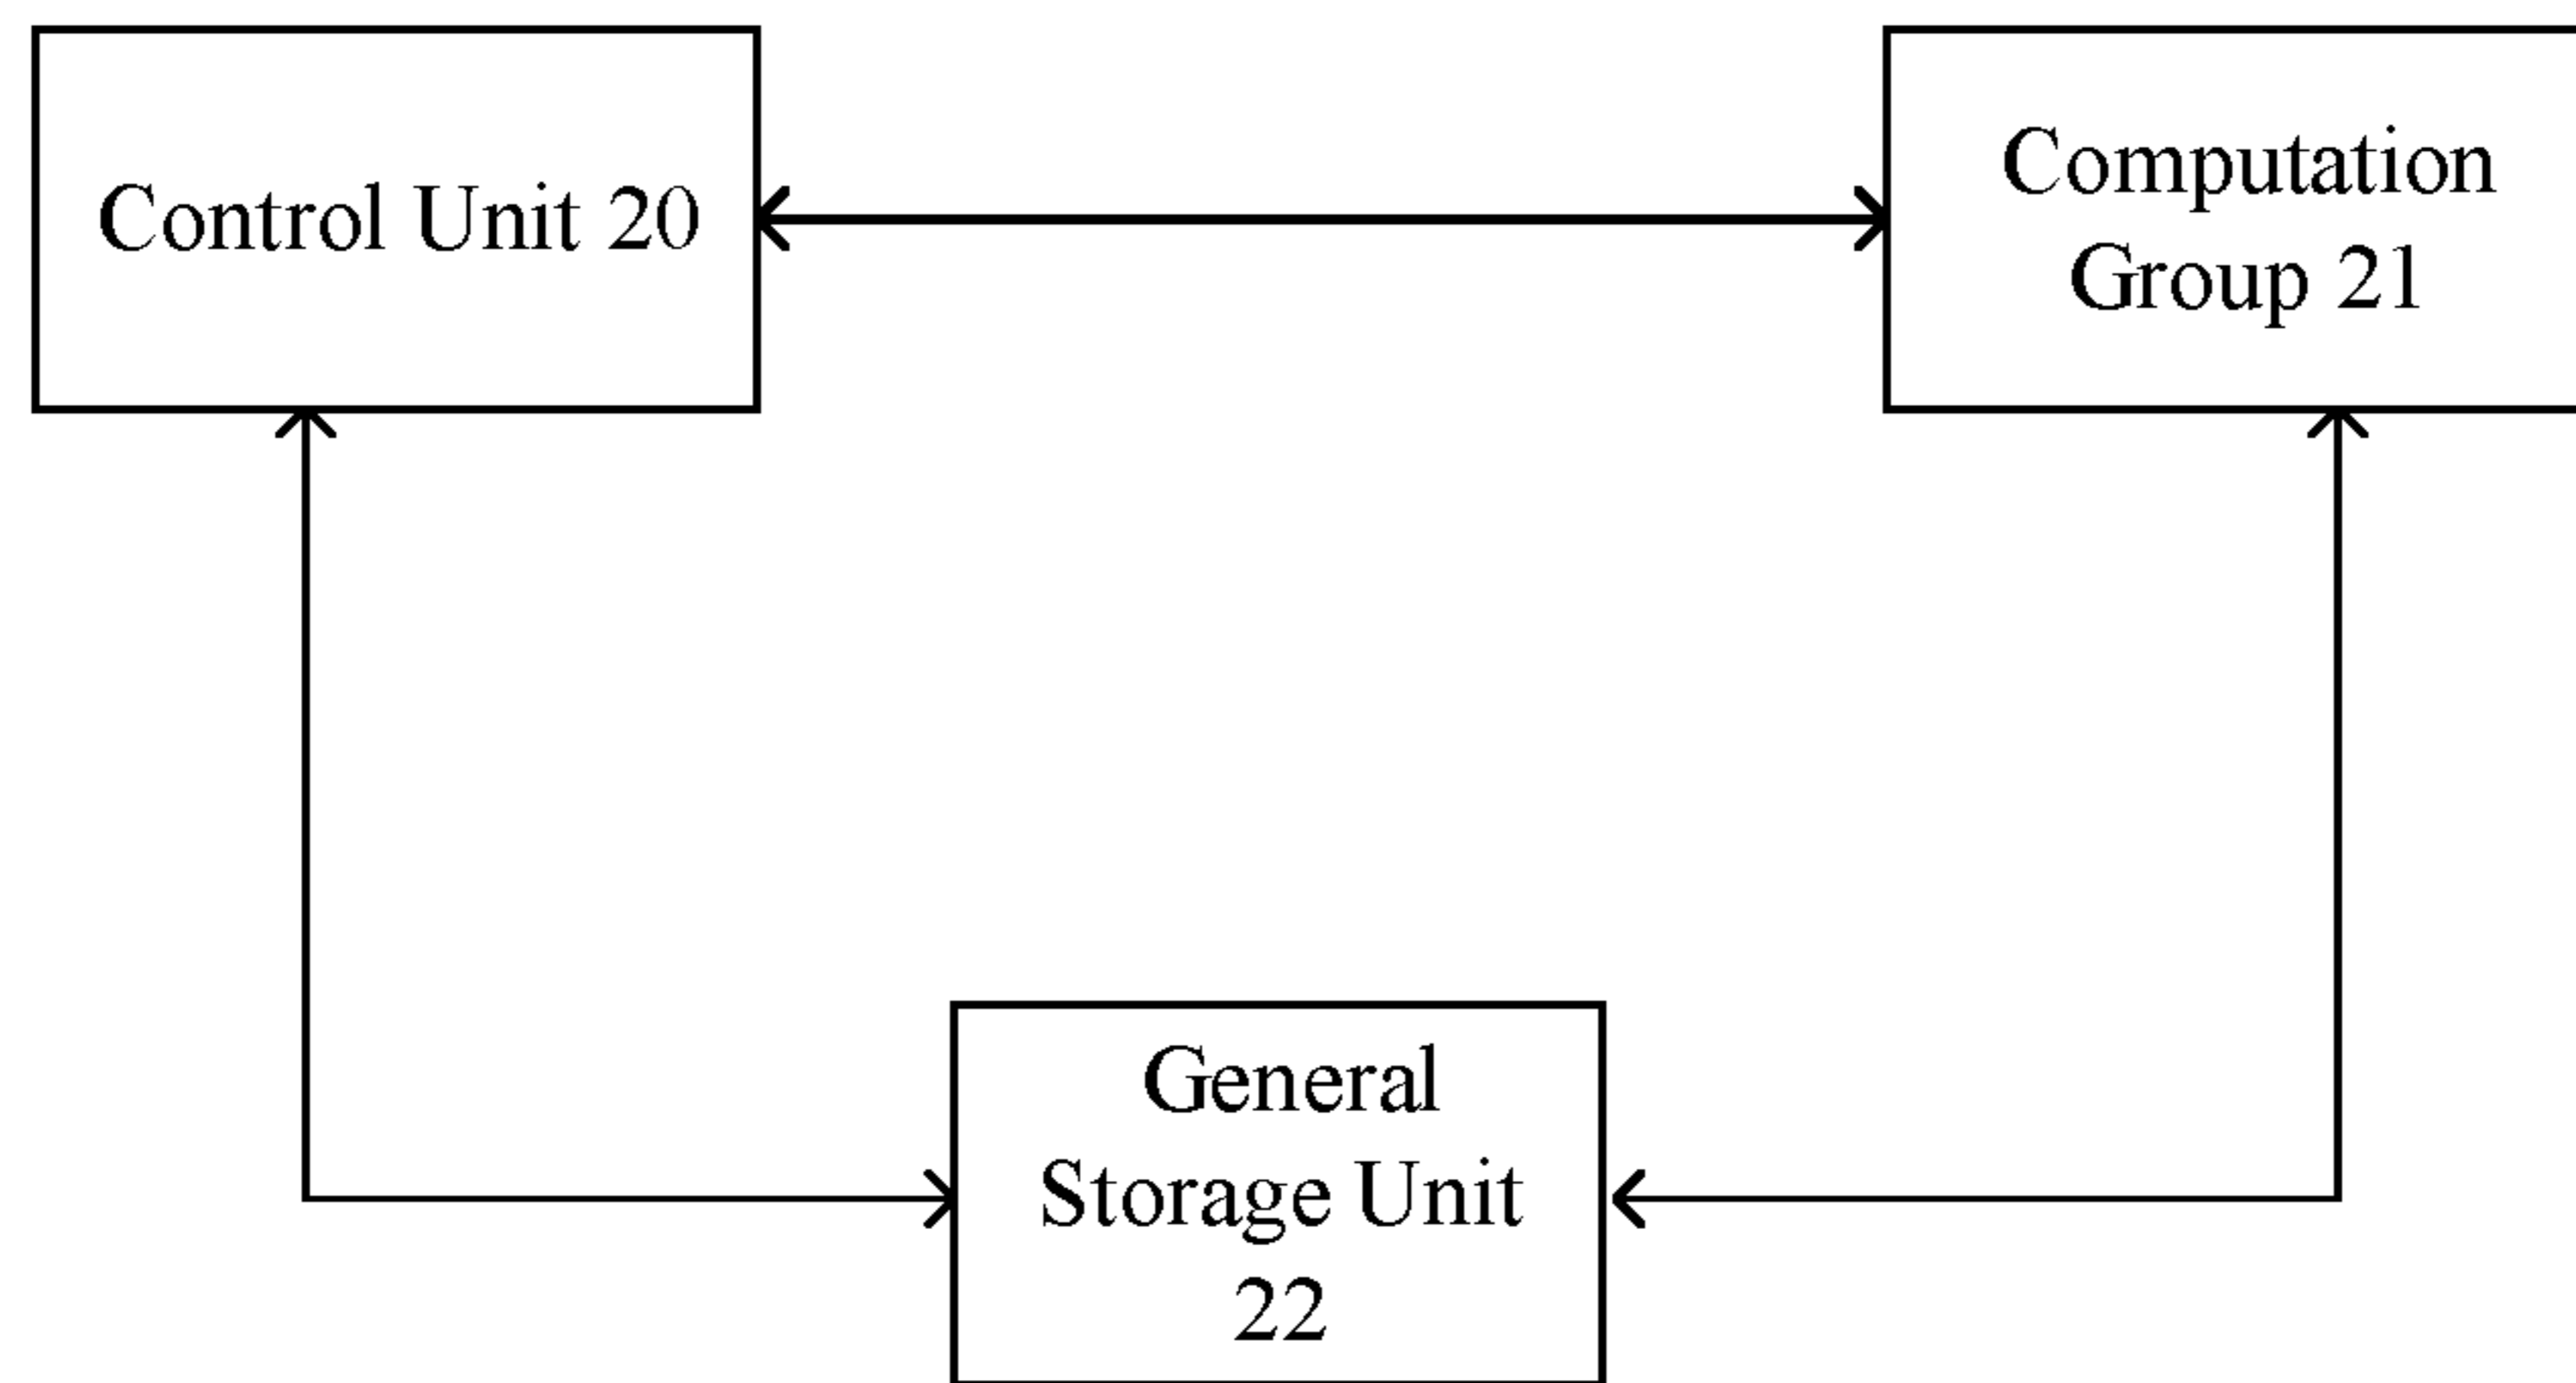 Control Unit 20
Computation
Group 21
General
Storage Unit
22